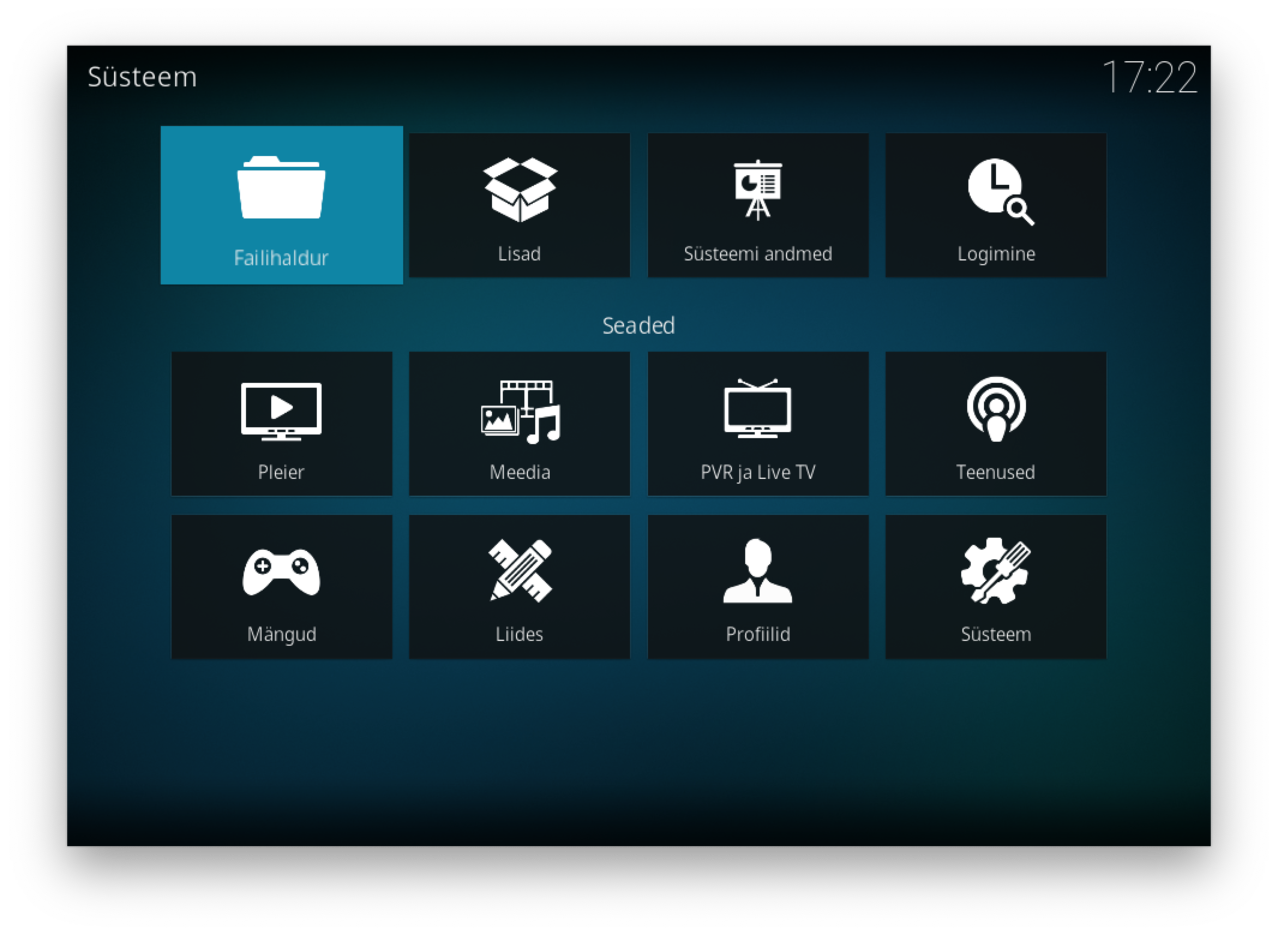 Süsteem
17:22
Failihaldur
Lisad
Süsteemi andmed
Logimine
Seaded
Pleier
Meedia
PVR ja Live TV
Teenused
Mängud
Liides
Profiilid
Süsteem